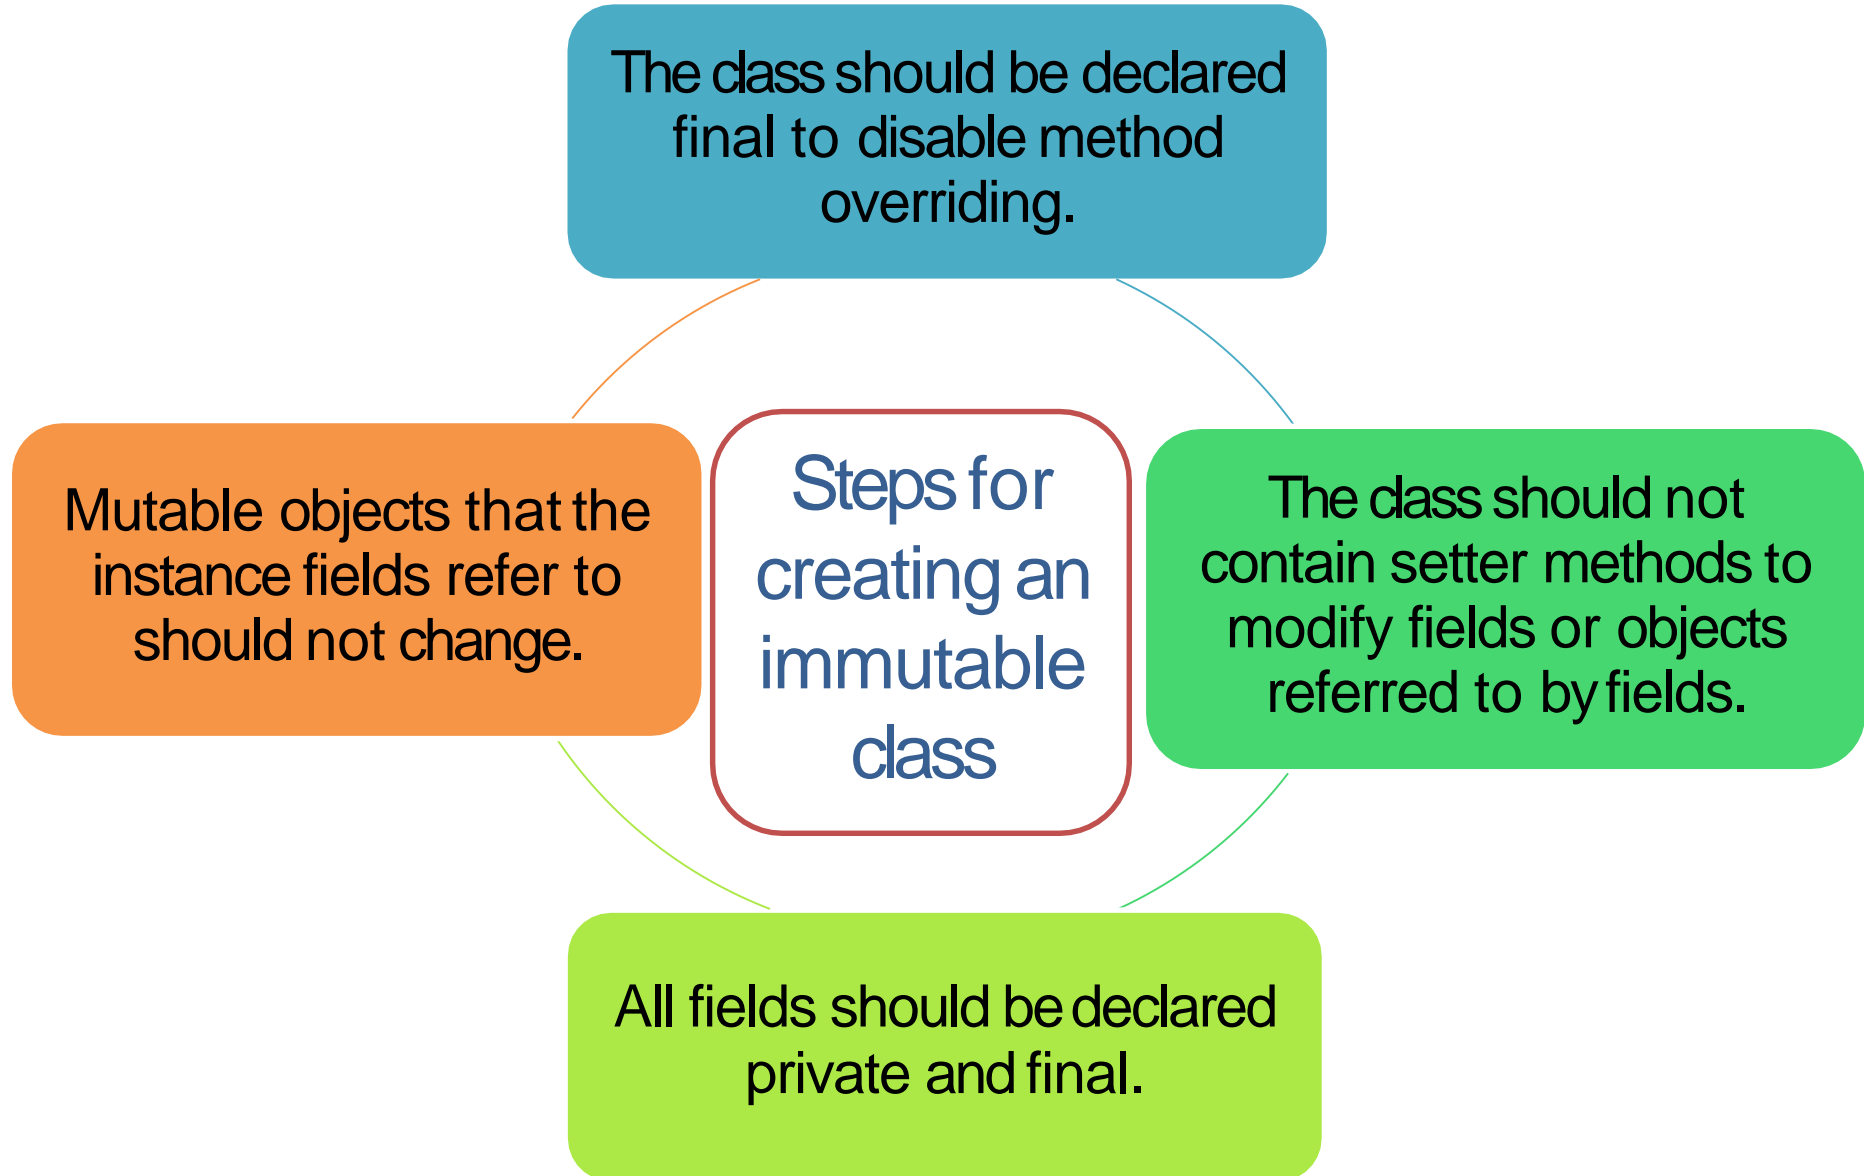 The class should be declared
final to disable method
overriding.
Mutable objects that the
instance fields refer to
should not change.
Steps for
creating an
immutable
class
The class should not
contain setter methods to
modify fields or objects
referred to by fields.
All fields should be declared
private and final.